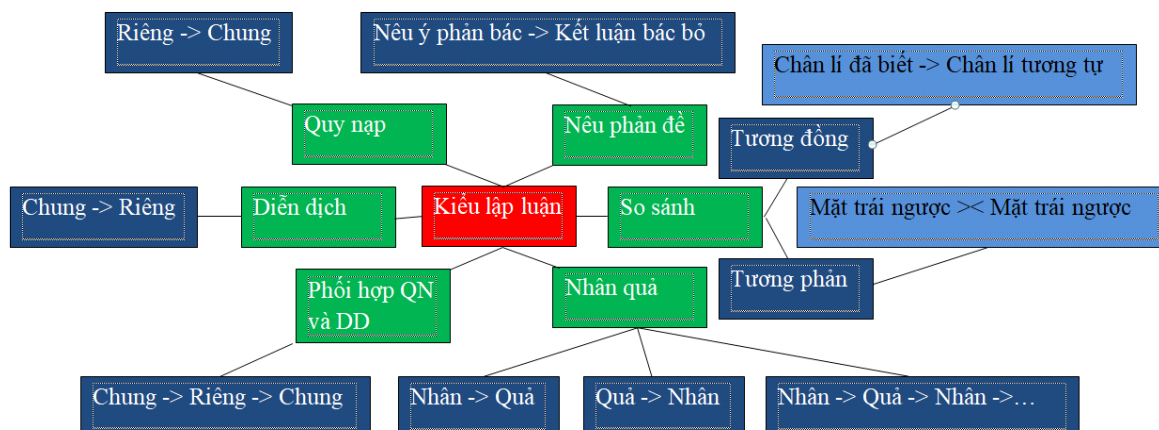 Riêng -> Chung
Nêu ý phản bác -> Kết luận bác bỏ
Chân lí đã biết -> Chân lí tương tự
Quy nạp
Nêu phản đề
Tương đồng
Chung -> Riêng
Diễn dịch
Kiểu lập luận
So sánh
Mặt trái ngược >< Mặt trái ngược
Tương phản
Phối hợp QN
và DD
Nhân quả
Chung -> Riêng -> Chung
Nhân -> Quả
Quả -> Nhân
Nhân -> Quả -> Nhân ->…